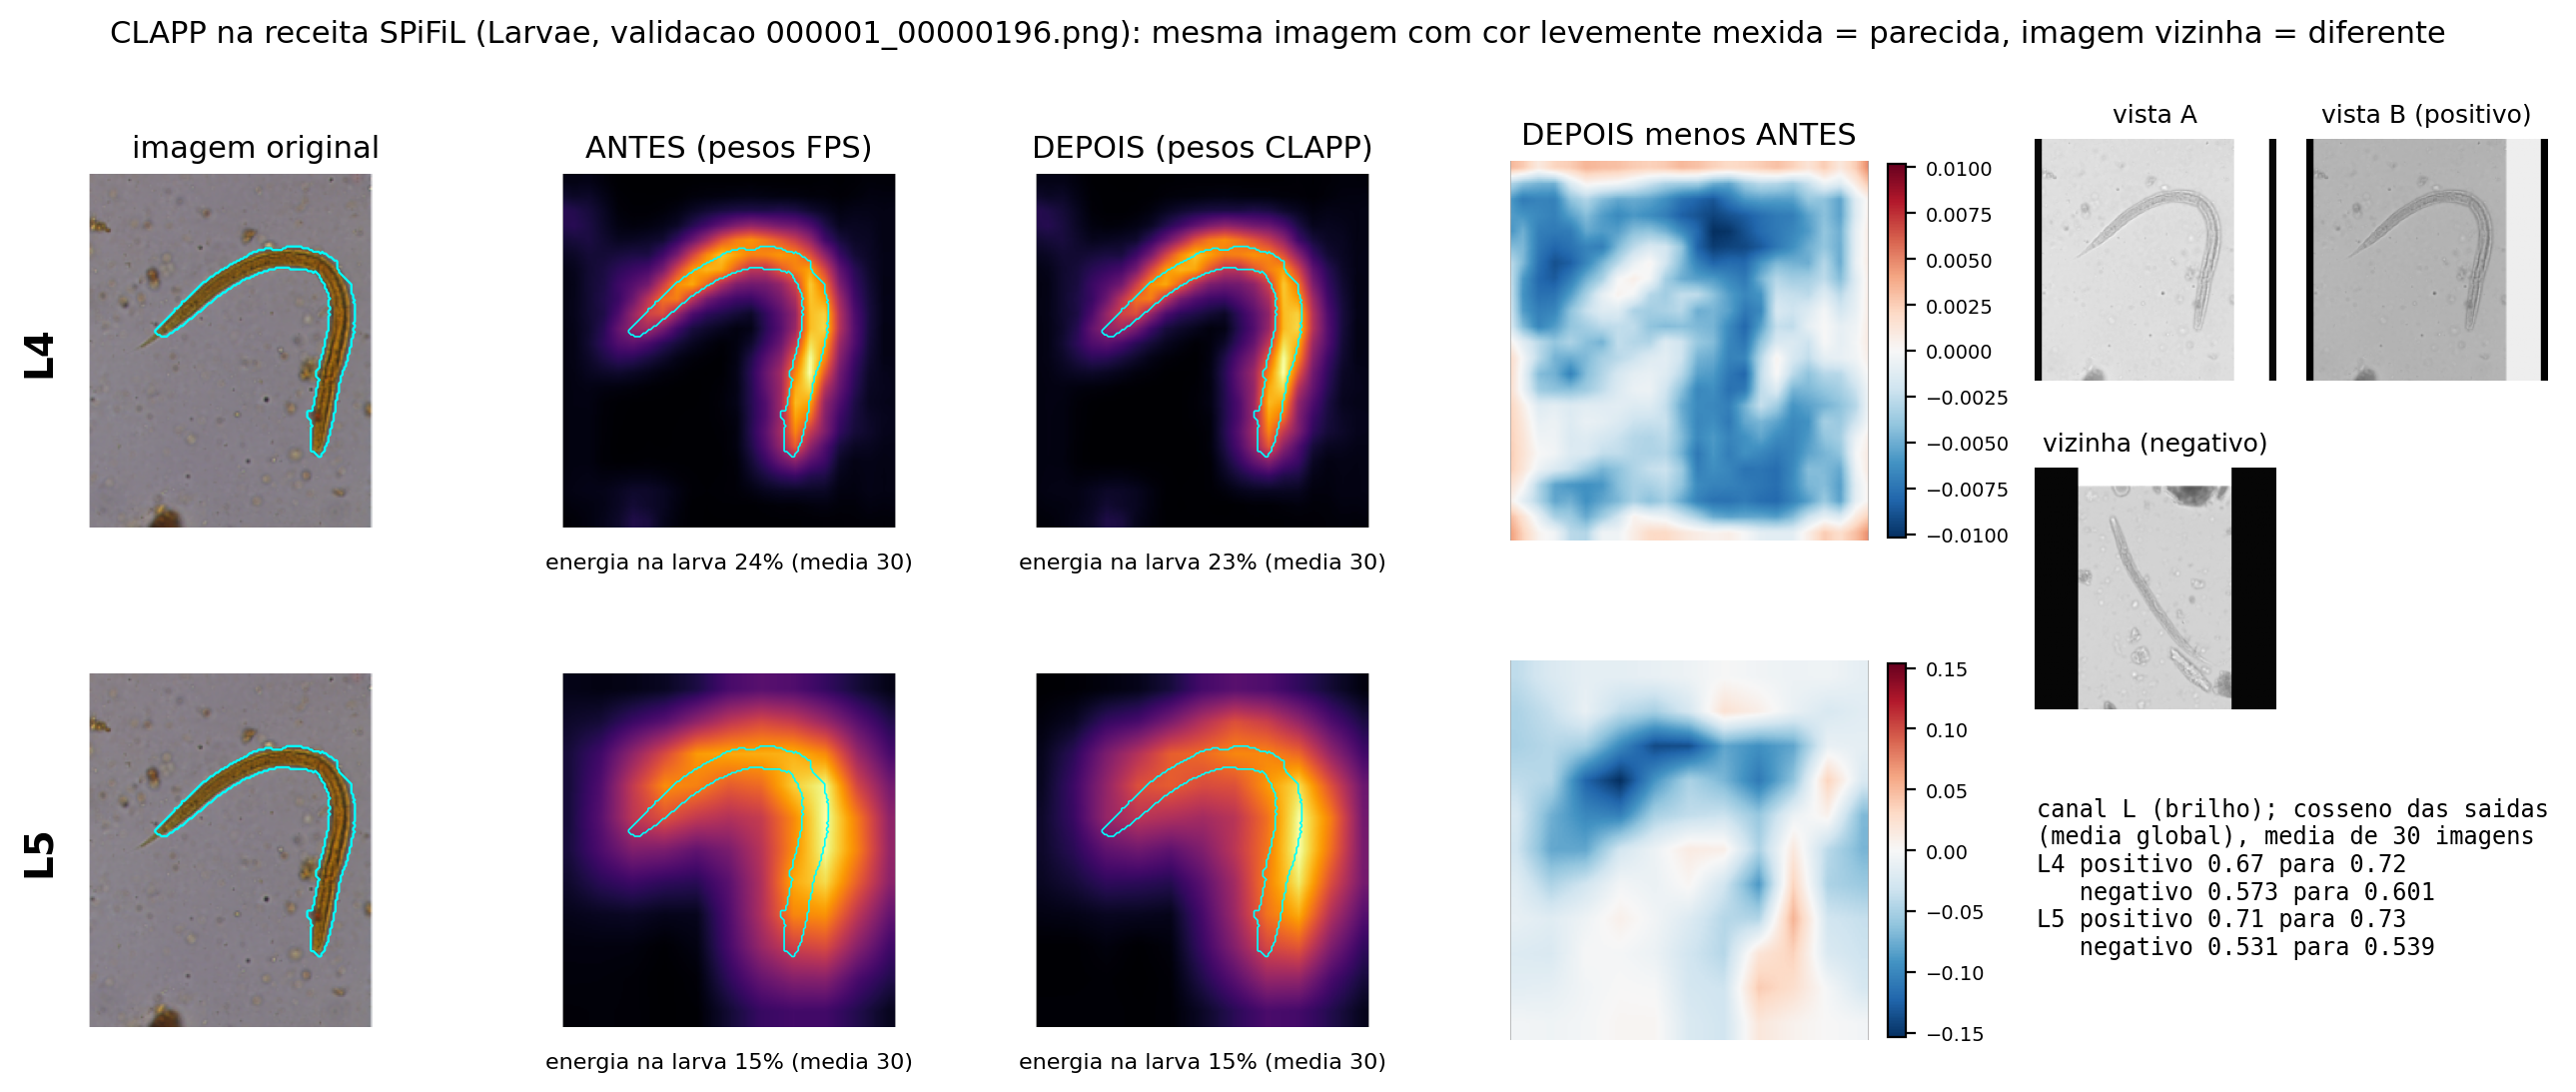 CLAPP na receita SPiFiL (Larvae, validacao 000001_00000196.png): mesma imagem com cor levemente mexida = parecida, imagem vizinha = diferente
imagem original
ANTES (pesos FPS)
DEPOIS (pesos CLAPP)
DEPOIS menos ANTES
vista A
vista B (positivo)
L4
0.0100
0.0075
0.0050
0.0025
0.0000
−0.0025
−0.0050
−0.0075
−0.0100
energia na larva 24% (media 30)
energia na larva 23% (media 30)
vizinha (negativo)
L5
0.15
0.10
0.05
0.00
−0.05
−0.10
−0.15
energia na larva 15% (media 30)
energia na larva 15% (media 30)
canal L (brilho); cosseno das saidas
(media global), media de 30 imagens
L4 positivo 0.67 para 0.72
negativo 0.573 para 0.601
L5 positivo 0.71 para 0.73
negativo 0.531 para 0.539